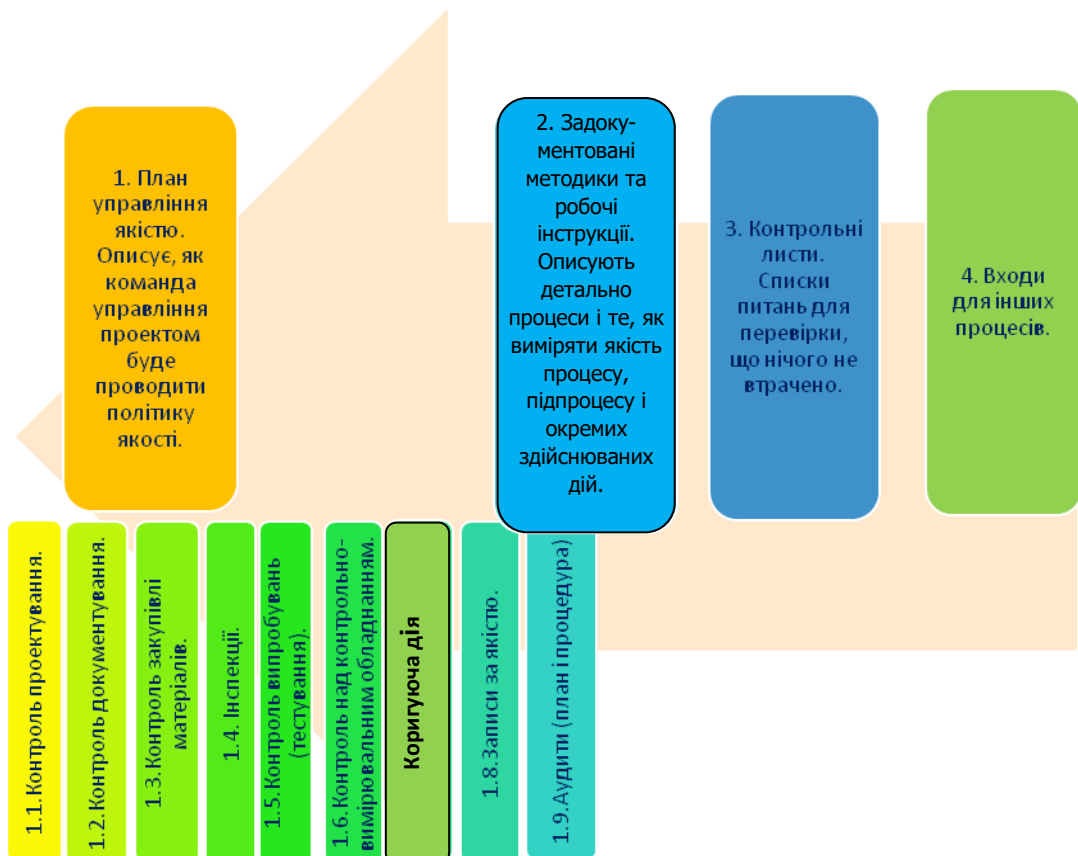 1. План
управління
якістю.
Описує, як
команда
управління
проектом
буде
проводити
політику
якості.
2. Задоку-
ментовані
методики та
робочі
інструкції.
Описують
детально
процеси і те, як
виміряти якість
процесу,
підпроцесу і
окремих
здійснюваних
дій.
3. Контрольні
листи.
Списки
питань для
перевірки,
що нічого не
втрачено.
4. Входи
для інших
процесів.
1.1.Контроль проектування.
1.2.Контроль документування.
1.3.Контроль закупівлі
матеріалів.
1.4. Інспекції.
1.5.Контроль випробувань
(тестування).
1.6.Контроль над контрольно-
вимірювальним обладнанням.
Коригуюча дія
1.8.Записи за якістю.
1.9.Аудити (план і процедура)